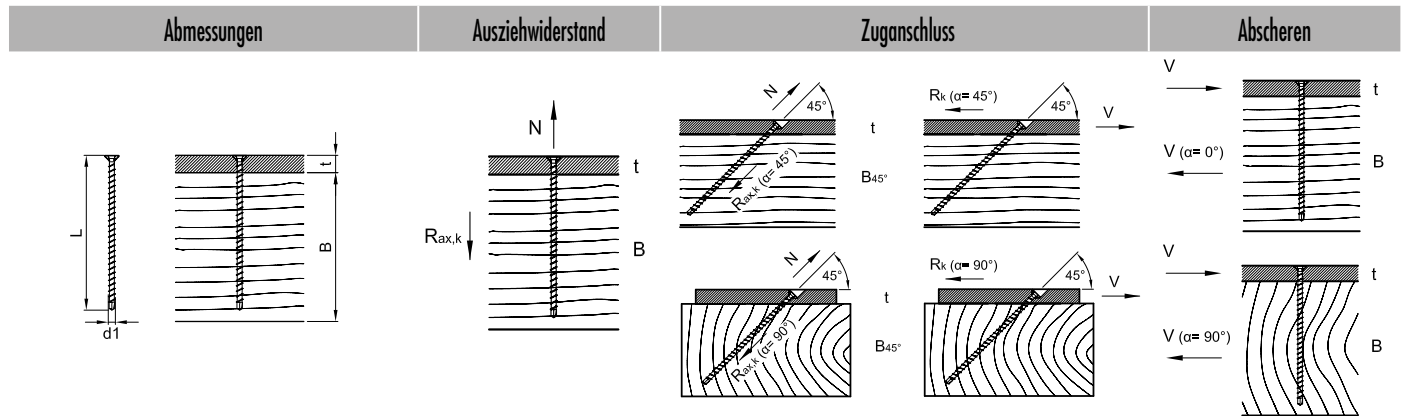 Abmessungen
Ausziehwiderstand
Zuganschluss
Abscheren
L
d1
t
B
N
Rax,k
t
B
N
45°
Rax,k (α= 45°)
t
B45°
Rk (α= 45°)
45°
V
N
45°
Rax,k (α= 90°)
t
B45°
Rk (α= 90°)
45°
V
V
t
V (α= 0°)
B
V
t
V (α= 90°)
B